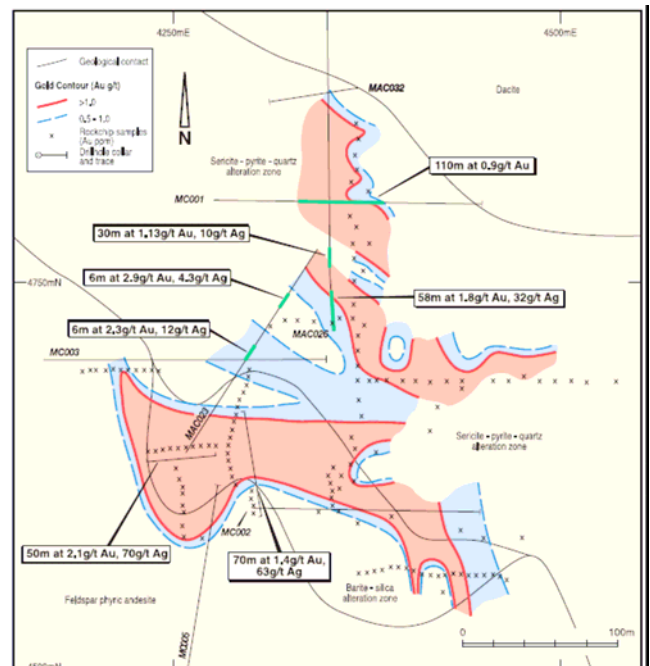 4250mE
4500mE
Geological contact
Gold Contour (Au g/t)
>1.0
0.5 - 1.0
Rockchip samples
(Au ppm)
Drillhole collar
and trace
N
MAC032
Dacite
Sericite - pyrite - quartz
alteration zone
110m at 0.9g/t Au
MC001
30m at 1.13g/t Au, 10g/t Ag
4750mN
6m at 2.9g/t Au, 4.3g/t Ag
58m at 1.8g/t Au, 32g/t Ag
6m at 2.3g/t Au, 12g/t Ag
MAC026
MC003
MAC023
Sericite - pyrite - quartz
alteration zone
MC002
50m at 2.1g/t Au, 70g/t Ag
70m at 1.4g/t Au,
63g/t Ag
Feldspar phyric andesite
Barite - silica
alteration zone
0
100m
4500mN